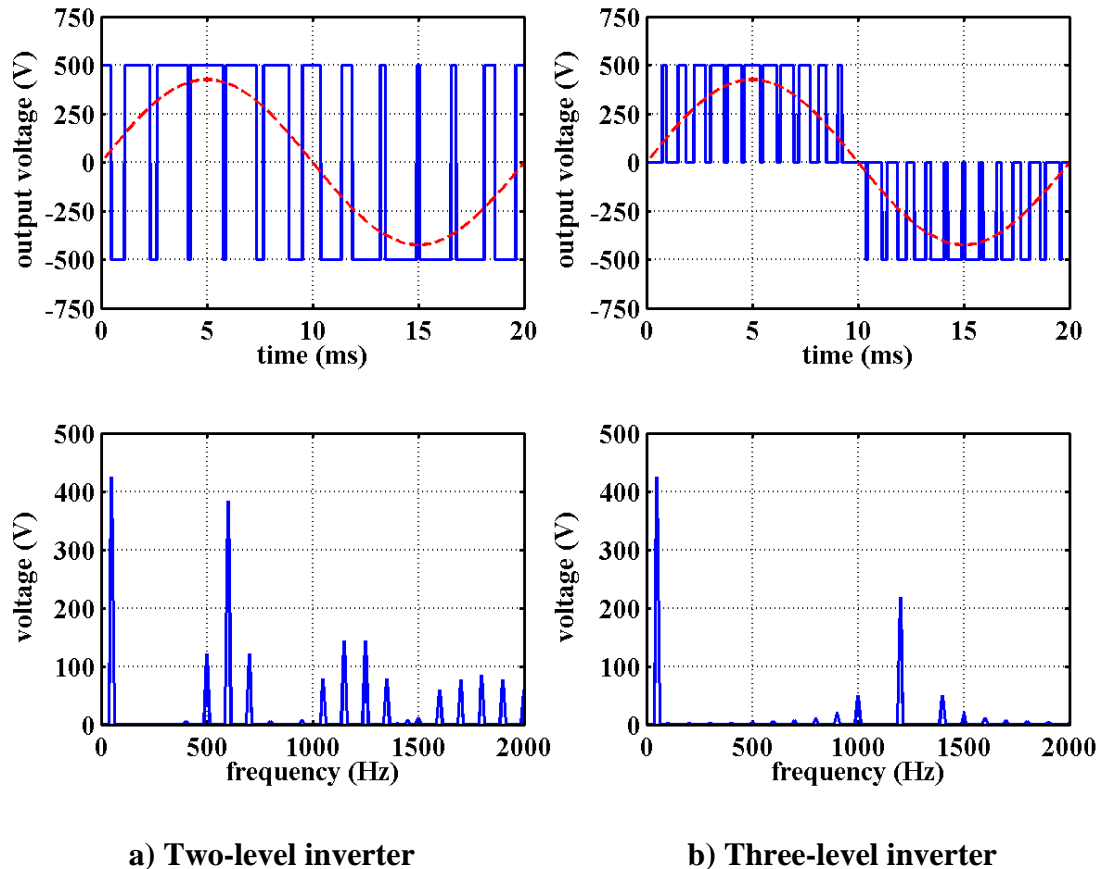 output voltage (V)
750
500
250
0
-250
-500
-750
0 5 10 15 20
time (ms)
output voltage (V)
750
500
250
0
-250
-500
-750
0 5 10 15 20
time (ms)
voltage (V)
500
400
300
200
100
0
0 500 1000 1500 2000
frequency (Hz)
voltage (V)
500
400
300
200
100
0
0 500 1000 1500 2000
frequency (Hz)
a) Two-level inverter
b) Three-level inverter